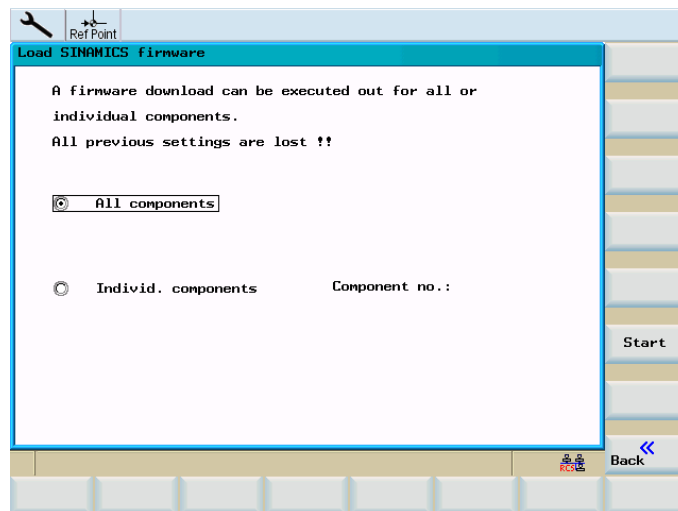 Ref Point
Load SINAMICS firmware
A firmware download can be executed out for all or
individual components.
All previous settings are lost !!
All components
Individ. components Component no.:
Start
Back
RCS